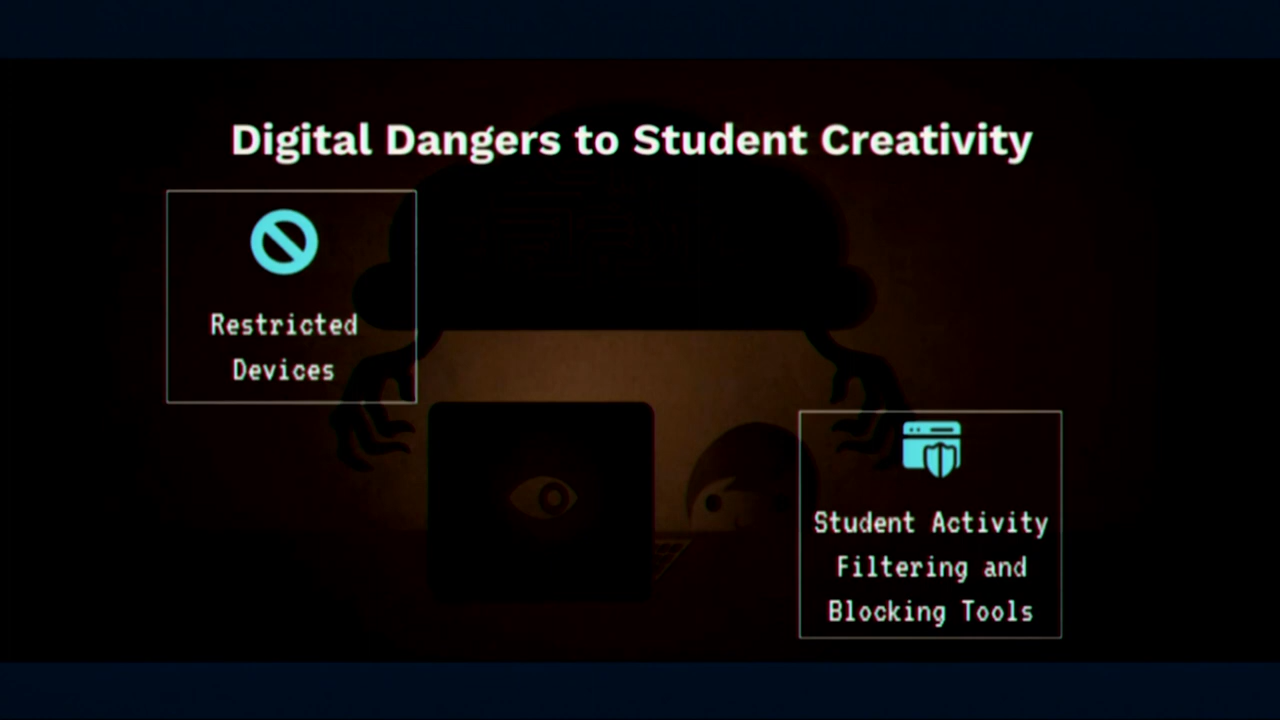 Digital Dangers to Student Creativity
Restricted
Devices
Student Activity
Filtering and
Blocking Tools